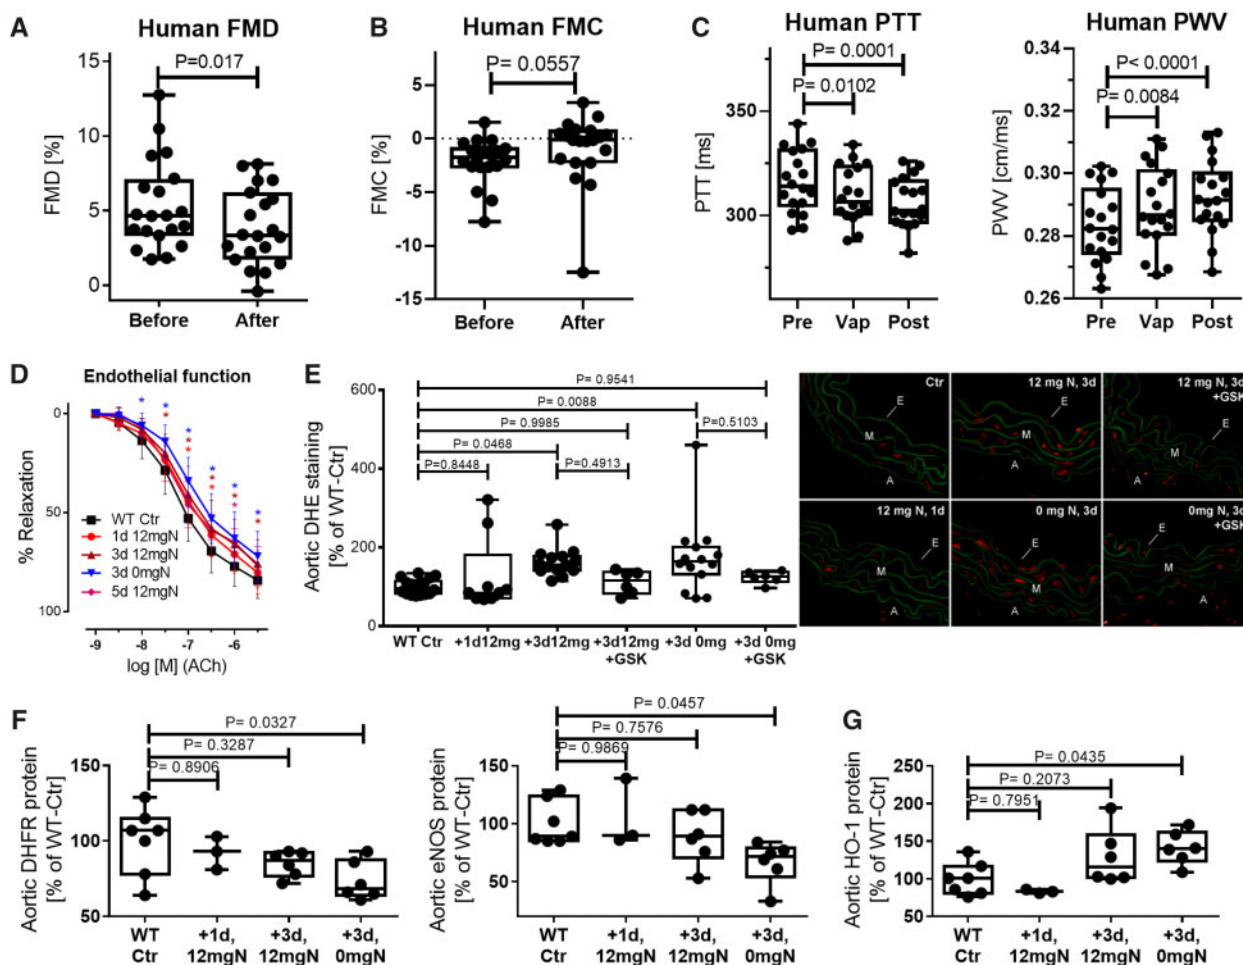 A
Human FMD
P=0.017
FMD [%]
15
10
5
0
Before
After
B
Human FMC
P= 0.0557
FMC [%]
5
0
-5
-10
-15
Before
After
C
Human PTT
P= 0.0001
P= 0.0102
PTT [ms]
350
300
Pre
Vap
Post
Human PWV
P< 0.0001
P= 0.0084
PWV [cm/ms]
0.34
0.32
0.30
0.28
0.26
Pre
Vap
Post
D
Endothelial function
% Relaxation
0
50
100
* * * * * *
* * * *
* *
WT Ctr
1d 12mgN
3d 12mgN
3d 0mgN
5d 12mgN
-9
-8
-7
-6
log [M] (ACh)
E
P= 0.9541
P= 0.0088
P= 0.9985
P= 0.0468
P=0.8448
P=0.4913
P=0.5103
Aortic DHE staining
[% of WT-Ctr]
600
400
200
0
WT Ctr
+1d12mg
+3d12mg
+3d12mg
+GSK
+3d 0mg
+3d 0mg
+GSK
Ctr
E
M
A
12 mg N, 3d
E
M
A
12 mg N, 3d
+GSK
E
M
A
12 mg N, 1d
E
M
A
0 mg N, 3d
E
M
A
0mg N, 3d
+GSK
E
M
A
F
P= 0.0327
P= 0.3287
P= 0.8906
Aortic DHFR protein
[% of WT-Ctr]
150
100
50
WT
Ctr
+1d,
12mgN
+3d,
12mgN
+3d,
0mgN
P= 0.0457
P= 0.7576
P= 0.9869
Aortic eNOS protein
[% of WT-Ctr]
150
100
50
WT
Ctr
+1d,
12mgN
+3d,
12mgN
+3d,
0mgN
G
P= 0.0435
P= 0.2073
P= 0.7951
Aortic HO-1 protein
[% of WT-Ctr]
250
200
150
100
50
WT
Ctr
+1d,
12mgN
+3d,
12mgN
+3d,
0mgN